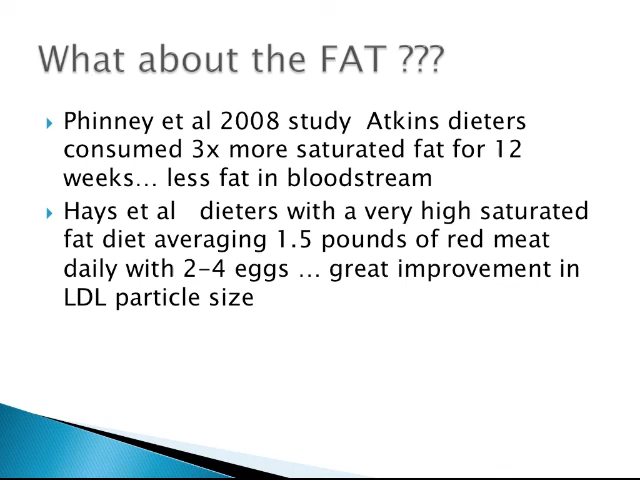 What about the FAT ???
Phinney et al 2008 study  Atkins dieters
consumed 3x more saturated fat for 12
weeks… less fat in bloodstream
Hays et al   dieters with a very high saturated
fat diet averaging 1.5 pounds of red meat
daily with 2-4 eggs … great improvement in
LDL particle size